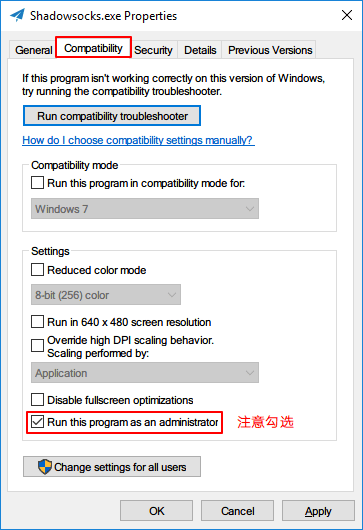 Shadowsocks.exe Properties
General Compatibility Security Details Previous Versions
If this program isn't working correctly on this version of Windows,
try running the compatibility troubleshooter.
Run compatibility troubleshooter
How do I choose compatibility settings manually?
Compatibility mode
Run this program in compatibility mode for:
Windows 7
Settings
Reduced color mode
8-bit (256) color
Run in 640 x 480 screen resolution
Override high DPI scaling behavior.
Scaling performed by:
Application
Disable fullscreen optimizations
Run this program as an administrator 注意勾选
Change settings for all users
OK Cancel Apply